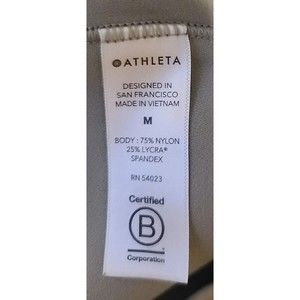 ATHLETA
DESIGNED IN
SAN FRANCISCO
MADE IN VIETNAM
M
BODY : 75% NYLON
25% LYCRA®
SPANDEX
RN 54023
Certified
B
Corporation